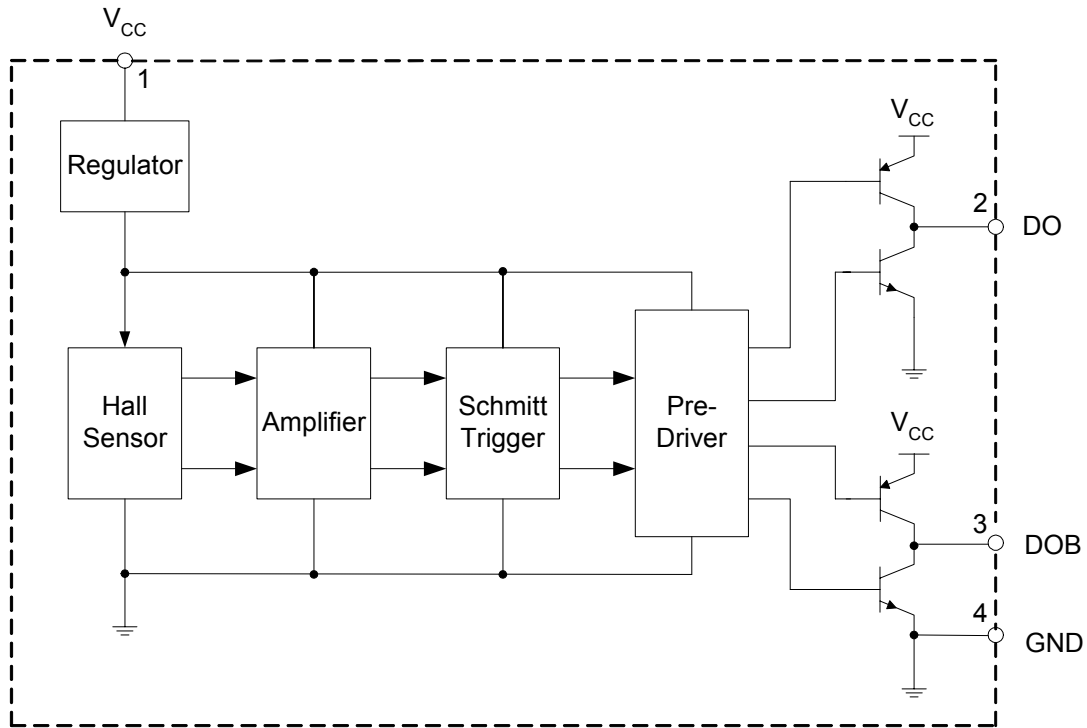 VCC
1
Regulator
VCC
2
DO
Hall
Sensor
Amplifier
Schmitt
Trigger
Pre-
Driver
VCC
3
DOB
4
GND